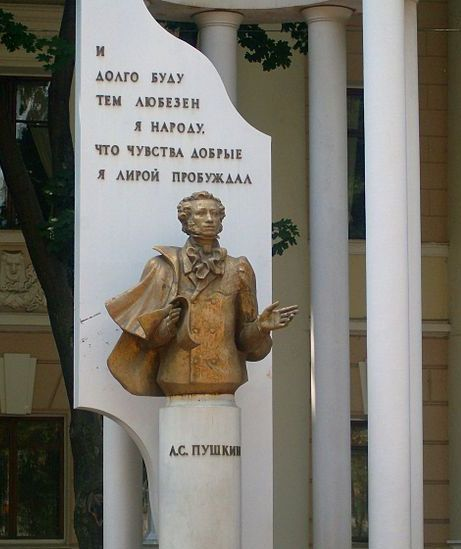 И
ДОЛГО БУДУ
ТЕМ ЛЮБЕЗЕН
Я НАРОДУ,
ЧТО ЧУВСТВА ДОБРЫЕ
Я ЛИРОЙ ПРОБУЖДАЛ
А.С. ПУШКИН